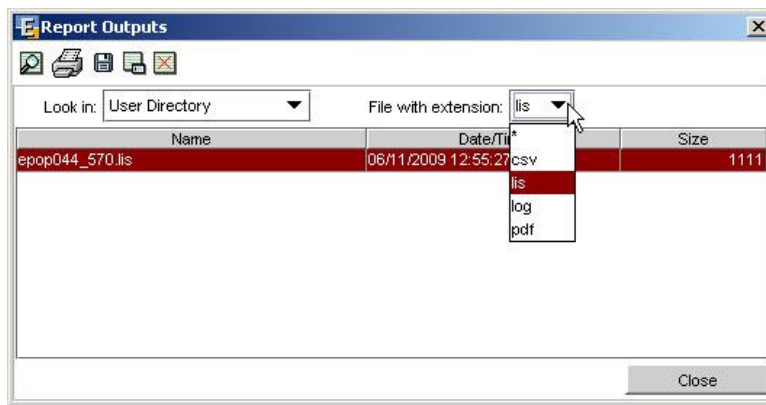 Report Outputs
Look in: User Directory File with extension: lis
Name Date/Ti Size
epop044_570.lis 06/11/2009 12:55:27 1111
*
csv
lis
log
pdf
Close